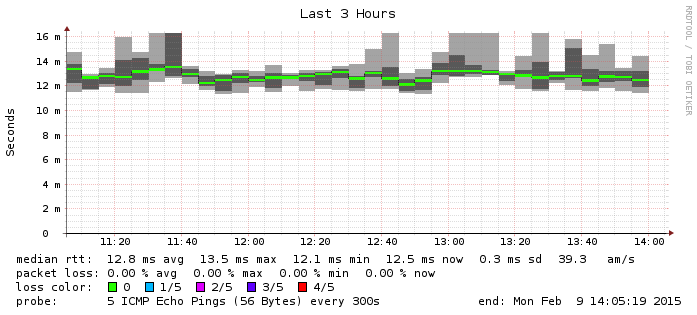 Last 3 Hours
RRDTOOL / TOBI OETIKER
Seconds
16 m
14 m
12 m
10 m
8 m
6 m
4 m
2 m
0
11:20 11:40 12:00 12:20 12:40 13:00 13:20 13:40 14:00
median rtt: 12.8 ms avg 13.5 ms max 12.1 ms min 12.5 ms now 0.3 ms sd 39.3 am/s
packet loss: 0.00 % avg 0.00 % max 0.00 % min 0.00 % now
loss color: 0 1/5 2/5 3/5 4/5
probe: 5 ICMP Echo Pings (56 Bytes) every 300s end: Mon Feb 9 14:05:19 2015